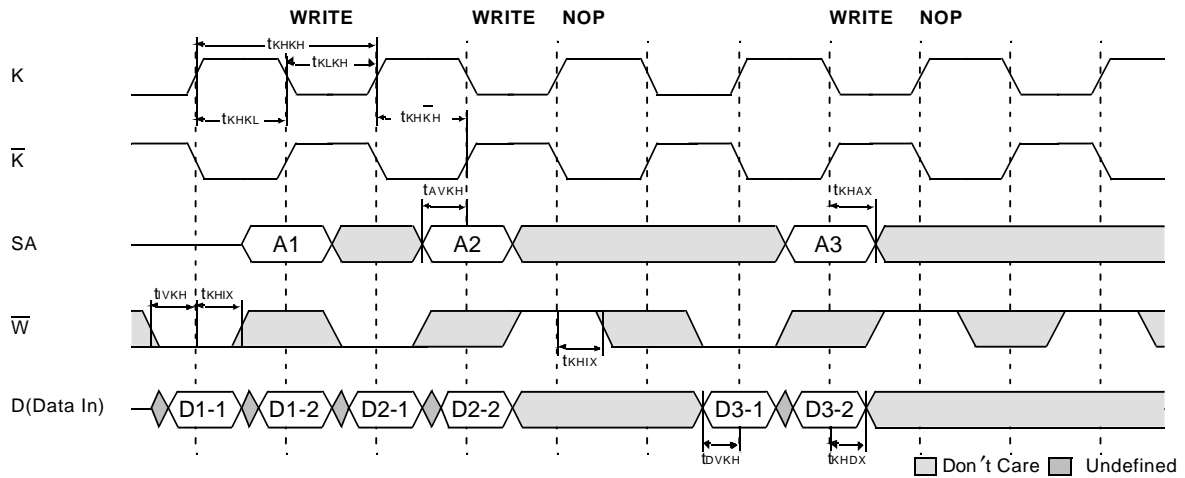 WRITE WRITE NOP WRITE NOP
tKHKH
tKLKH
K
tKHKL
tKHK̅H
K̅
tAVKH tKHAX
SA A1 A2 A3
tIVKH tKHIX
W̅
tKHIX
D(Data In) D1-1 D1-2 D2-1 D2-2 D3-1 D3-2
tDVKH tKHDX
Don′t Care Undefined